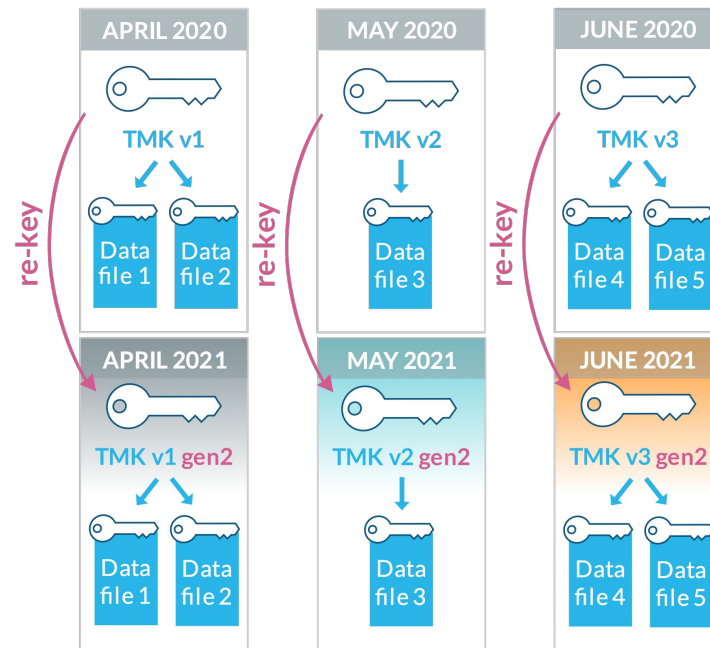 APRIL 2020
TMK v1
Data
file 1
Data
file 2
re-key
APRIL 2021
TMK v1 gen2
Data
file 1
Data
file 2
MAY 2020
TMK v2
Data
file 3
re-key
MAY 2021
TMK v2 gen2
Data
file 3
JUNE 2020
TMK v3
Data
file 4
Data
file 5
re-key
JUNE 2021
TMK v3 gen2
Data
file 4
Data
file 5